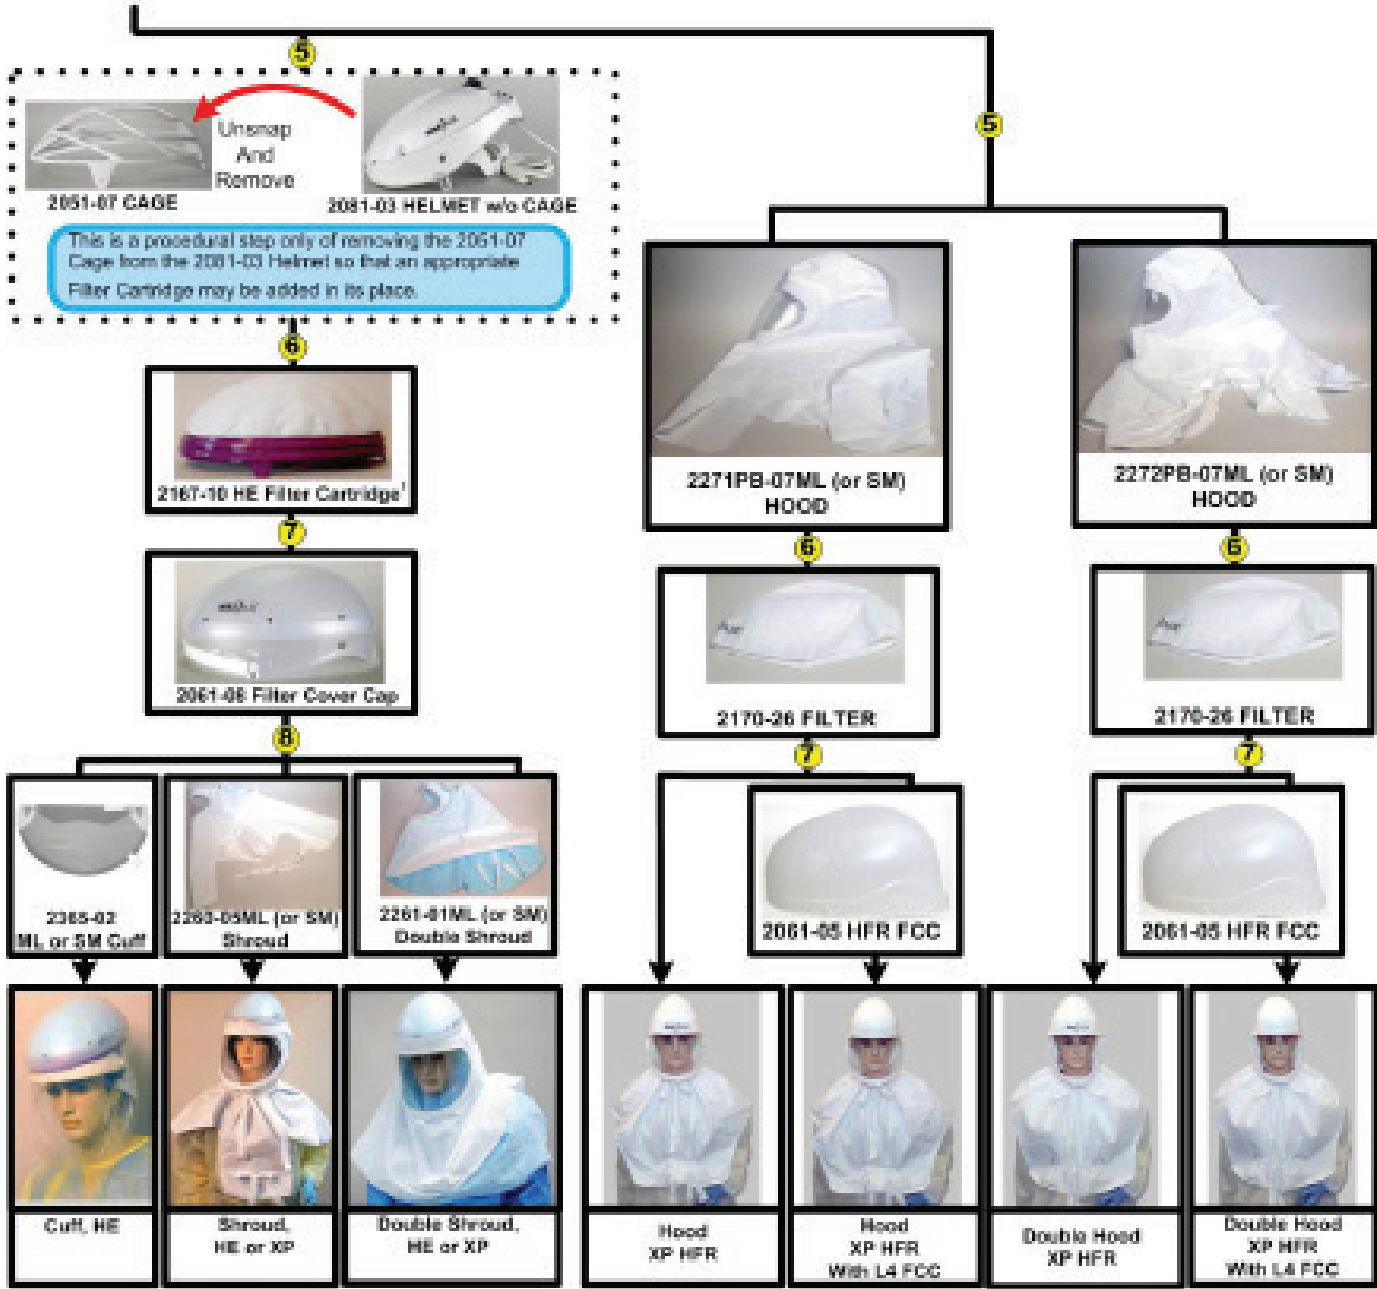 5
5
Unsnap
And
Remove
2051-07 CAGE
2081-03 HELMET w/o CAGE
This is a procedural step only of removing the 2051-07
Cage from the 2081-03 Helmet so that an appropriate
Filter Cartridge may be added in its place.
6
2167-10 HE Filter Cartridge¹
7
2061-06 Filter Cover Cap
8
2365-02
ML or SM Cuff
2263-05ML (or SM)
Shroud
2261-01ML (or SM)
Double Shroud
Cuff, HE
Shroud,
HE or XP
Double Shroud,
HE or XP
2271PB-07ML (or SM)
HOOD
2272PB-07ML (or SM)
HOOD
6
6
2170-26 FILTER
2170-26 FILTER
7
7
2061-05 HFR FCC
2061-05 HFR FCC
Hood
XP HFR
Hood
XP HFR
With L4 FCC
Double Hood
XP HFR
Double Hood
XP HFR
With L4 FCC